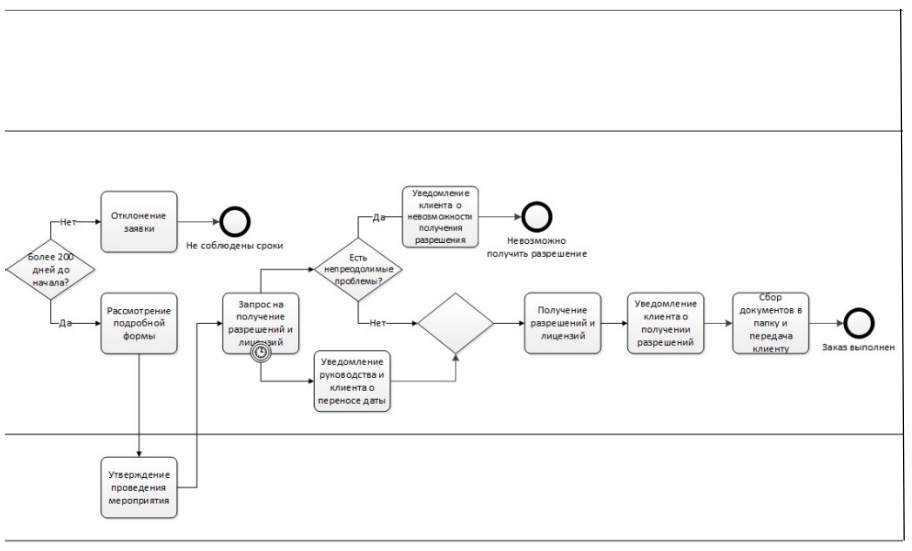 Нет
Отклонение
заявки
Не соблюдены сроки
Более 200
дней до
начала?
Да
Рассмотрение
подробной
формы
Утверждение
проведения
мероприятия
Запрос на
получение
разрешений и
лицензий
Уведомление
руководства и
клиента о
переносе даты
Есть
непреодолимые
проблемы?
Да
Уведомление
клиента о
невозможности
получения
разрешения
Невозможно
получить разрешение
Нет
Получение
разрешений и
лицензий
Уведомление
клиента о
получении
разрешений
Сбор
документов в
папку и
передача
клиенту
Заказ выполнен